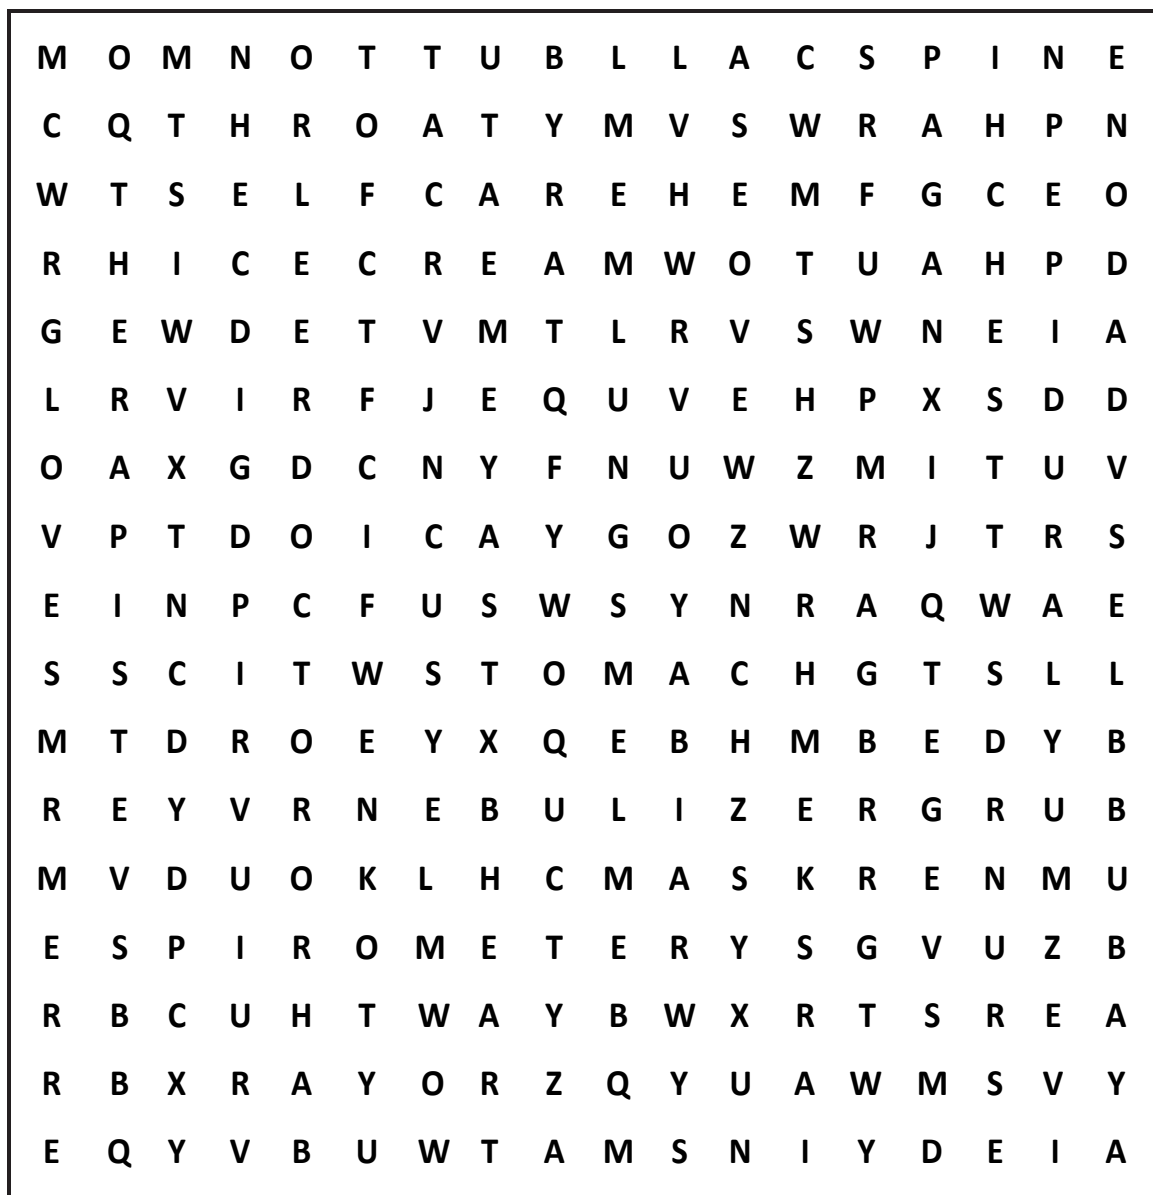 M O M N O T T U B L L A C S P I N E
C Q T H R O A T Y M V S W R A H P N
W T S E L F C A R E H E M F G C E O
R H I C E C R E A M W O T U A H P D
G E W D E T V M T L R V S W N E I A
L R V I R F J E Q U V E H P X S D D
O A X G D C N Y F N U W Z M I T U V
V P T D O I C A Y G O Z W R J T R S
E I N P C F U S W S Y N R A Q W A E
S S C I T W S T O M A C H G T S L L
M T D R O E Y X Q E B H M B E D Y B
R E Y V R N E B U L I Z E R G R U B
M V D U O K L H C M A S K R E N M U
E S P I R O M E T E R Y S G V U Z B
R B C U H T W A Y B W X R T S R E A
R B X R A Y O R Z Q Y U A W M S V Y
E Q Y V B U W T A M S N I Y D E I A